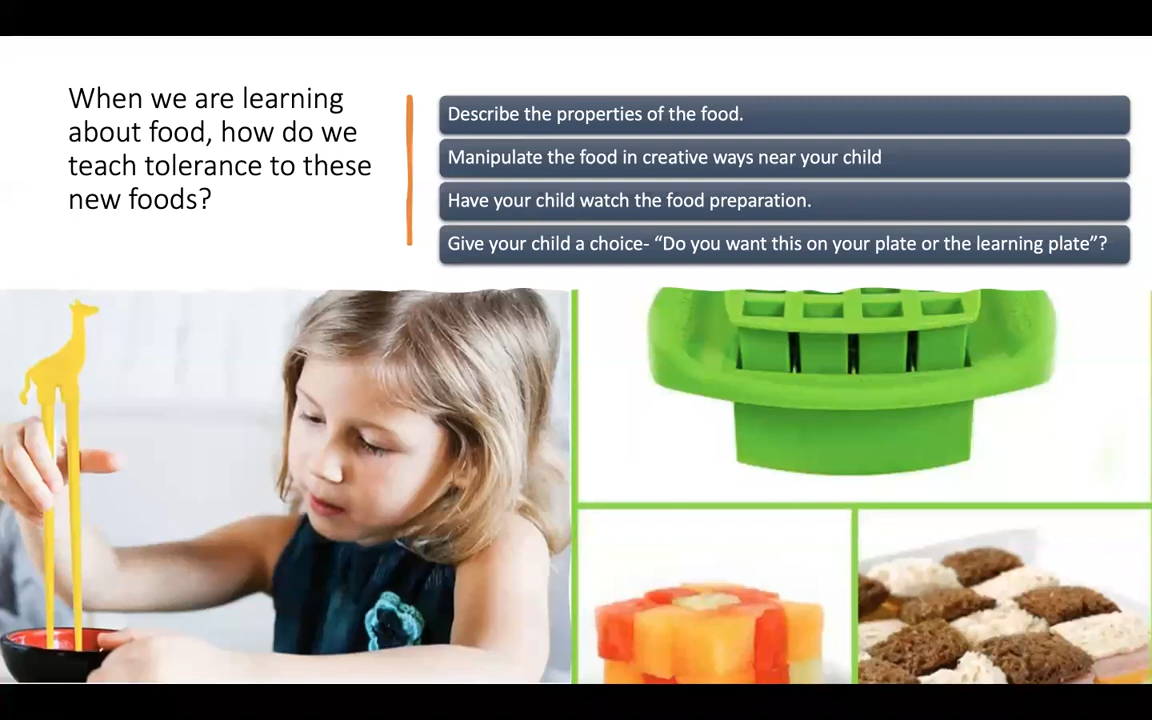 When we are learning
about food, how do we
teach tolerance to these
new foods?
Describe the properties of the food.
Manipulate the food in creative ways near your child
Have your child watch the food preparation.
Give your child a choice- “Do you want this on your plate or the learning plate”?